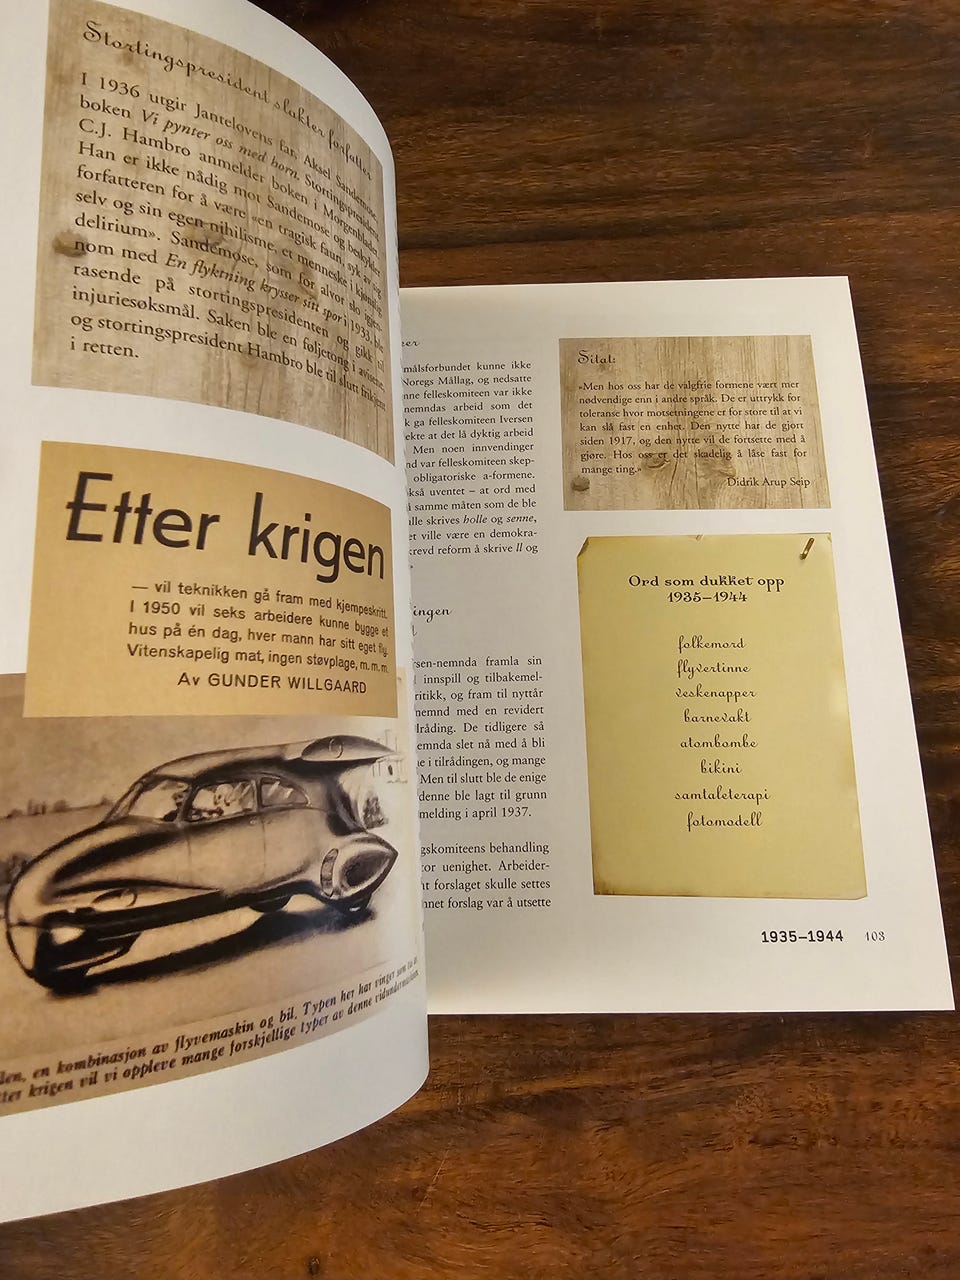 Stortingspresident slakter forfatter
I 1936 utgir Jantelovens far, Aksel Sandemose,
boken Vi pynter oss med horn. Stortingspresident
C.J. Hambro anmelder boken i Morgenbladet.
Han er ikke nådig mot Sandemose og beskylder
forfatteren for å være «en tragisk faun, syk av seg
selv og sin egen nihilisme, et menneske i kjønnslig
delirium». Sandemose, som for alvor slo igjen-
nom med En flyktning krysser sitt spor i 1933, ble
rasende på stortingspresidenten og gikk til
injuriesøksmål. Saken ble en føljetong i avisene,
og stortingspresident Hambro ble til slutt frikjent
i retten.
Etter krigen
— vil teknikken gå fram med kjempeskritt.
I 1950 vil seks arbeidere kunne bygge et
hus på én dag, hver mann har sitt eget fly.
Vitenskapelig mat, ingen støvplage, m. m. m.
Av GUNDER WILLGAARD
en kombinasjon av flyvemaskin og bil. Typen her har vinger som
krigen vil vi oppleve mange forskjellige typer av denne
målsforbundet kunne ikke
Noregs Mållag, og nedsatte
nne felleskomiteen var ikke
nemndas arbeid som det
k ga felleskomiteen Iversen
ekte at det lå dyktig arbeid
Men noen innvendinger
nd var felleskomiteen skep-
obligatoriske a-formene.
kså uventet – at ord med
samme måten som de ble
lle skrives holle og senne,
et ville være en demokra-
krevd reform å skrive ll og
ingen
rsen-nemnda framla sin
innspill og tilbakemel-
ritikk, og fram til nyttår
nemnd med en revidert
lråding. De tidligere så
emnda slet nå med å bli
e i tilrådingen, og mange
Men til slutt ble de enige
denne ble lagt til grunn
melding i april 1937.
gskomiteens behandling
tor uenighet. Arbeider-
at forslaget skulle settes
nnet forslag var å utsette
Sitat:
«Men hos oss har de valgfrie formene vært mer
nødvendige enn i andre språk. De er uttrykk for
toleranse hvor motsetningene er for store til at vi
kan slå fast en enhet. Den nytte har de gjort
siden 1917, og den nytte vil de fortsette med å
gjøre. Hos oss er det skadelig å låse fast for
mange ting.»
Didrik Arup Seip
Ord som dukket opp
1935–1944
folkemord
flyvertinne
veskenapper
barnevakt
atombombe
bikini
samtaleterapi
fotomodell
1935–1944 103